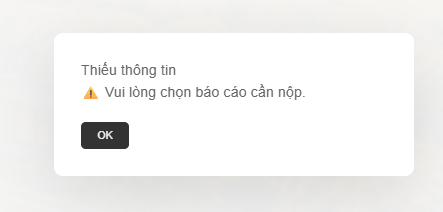 Thiếu thông tin
⚠️ Vui lòng chọn báo cáo cần nộp.
OK